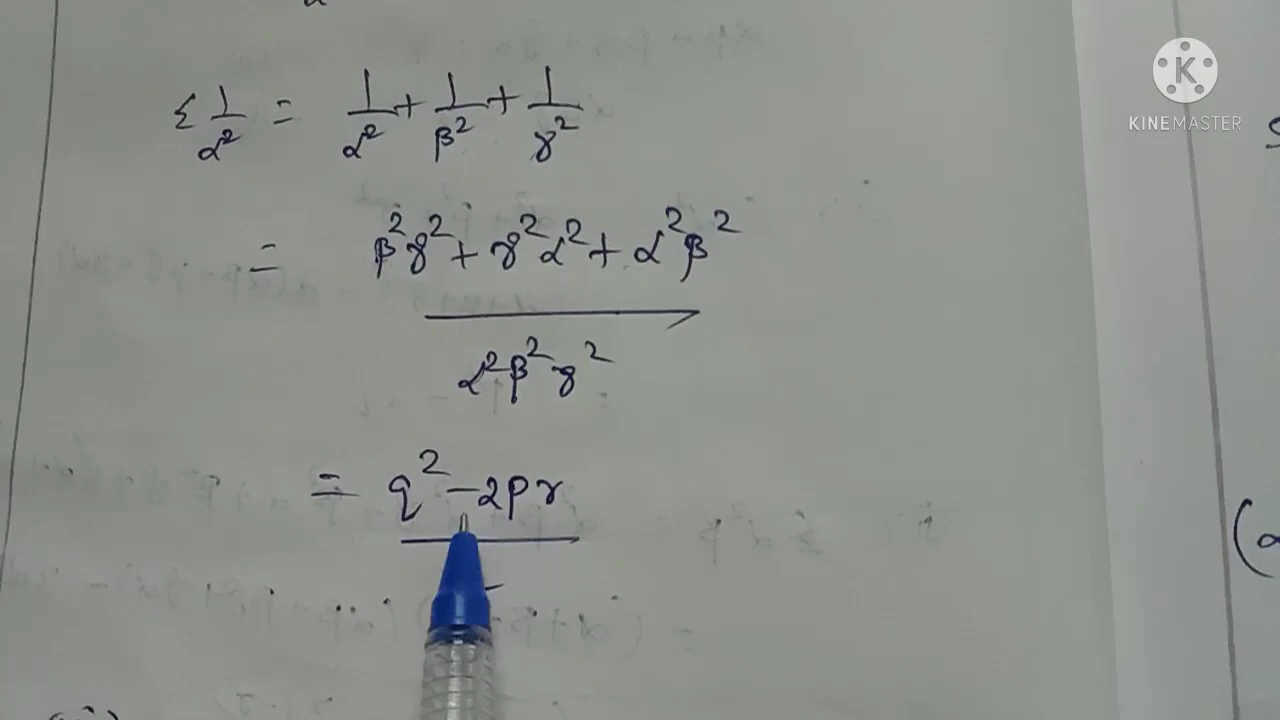 Σ 1/α² = 1/α² + 1/β² + 1/γ²
= β²γ² + γ²α² + α²β²
α²β²γ²
= q² - 2pr
K
KINEMASTER
(α